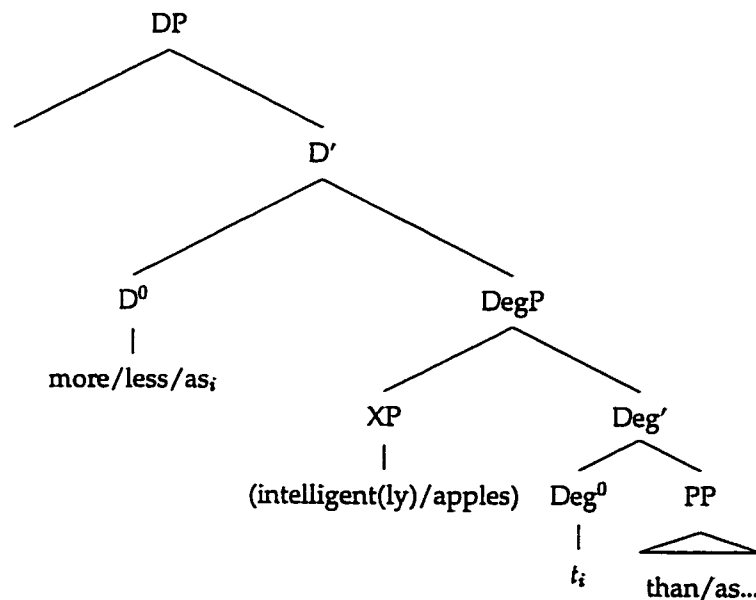 DP
D′
D⁰ DegP
more/less/asᵢ
XP Deg′
(intelligent(ly)/apples) Deg⁰ PP
tᵢ than/as...